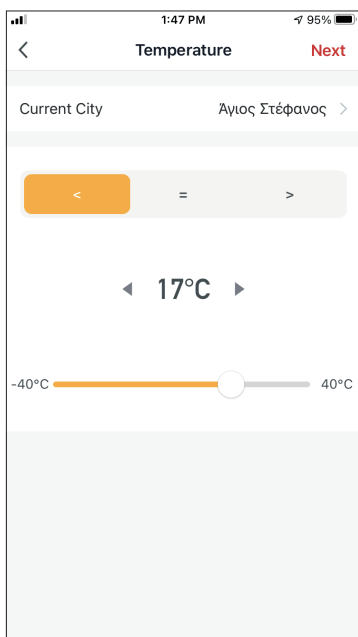 1:47 PM 95%
Temperature Next
Current City Άγιος Στέφανος
< = >
17°C
-40°C 40°C